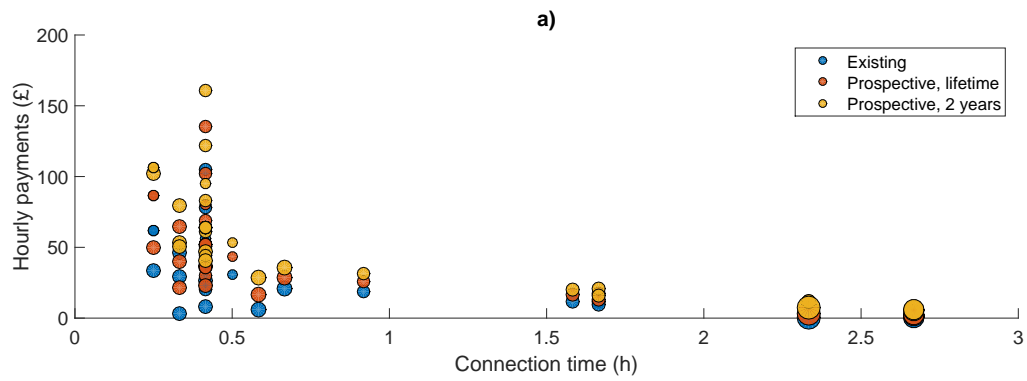 a)
200
150
100
50
0
Hourly payments (£)
Existing
Prospective, lifetime
Prospective, 2 years
0 0.5 1 1.5 2 2.5 3
Connection time (h)